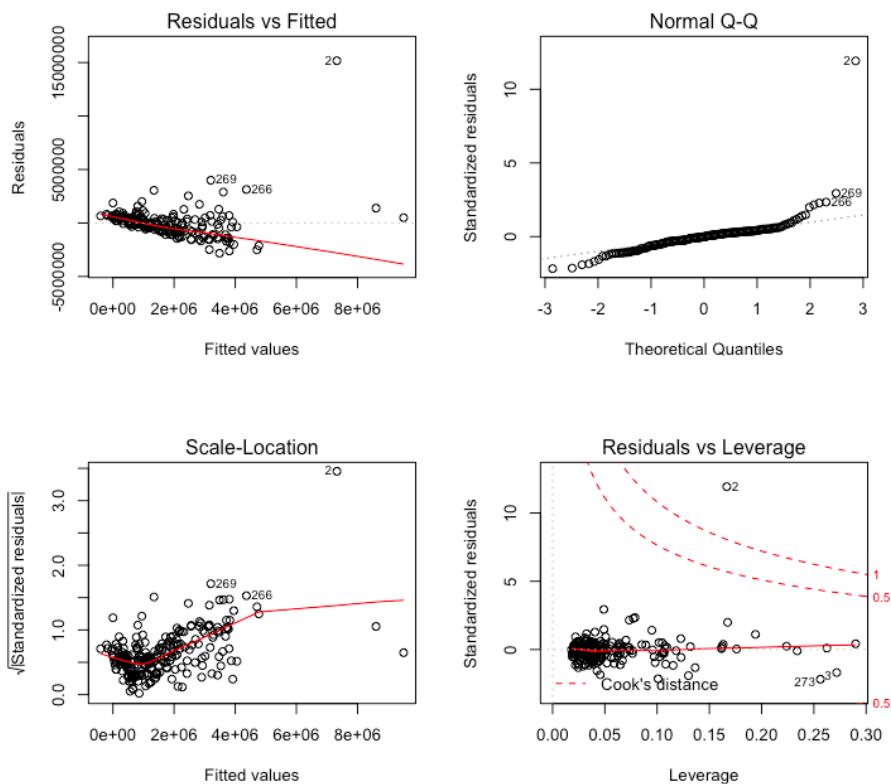 Residuals vs Fitted
Residuals
-5000000 0 5000000 15000000
2
269
266
0e+00 2e+06 4e+06 6e+06 8e+06
Fitted values
Normal Q-Q
Standardized residuals
0 5 10
2
269
266
-3 -2 -1 0 1 2 3
Theoretical Quantiles
Scale-Location
√|Standardized residuals|
0.0 1.0 2.0 3.0
2
269
266
0e+00 2e+06 4e+06 6e+06 8e+06
Fitted values
Residuals vs Leverage
Standardized residuals
0 5 10
2
1
0.5
3
273
Cook's distance
0.5
0.00 0.05 0.10 0.15 0.20 0.25 0.30
Leverage